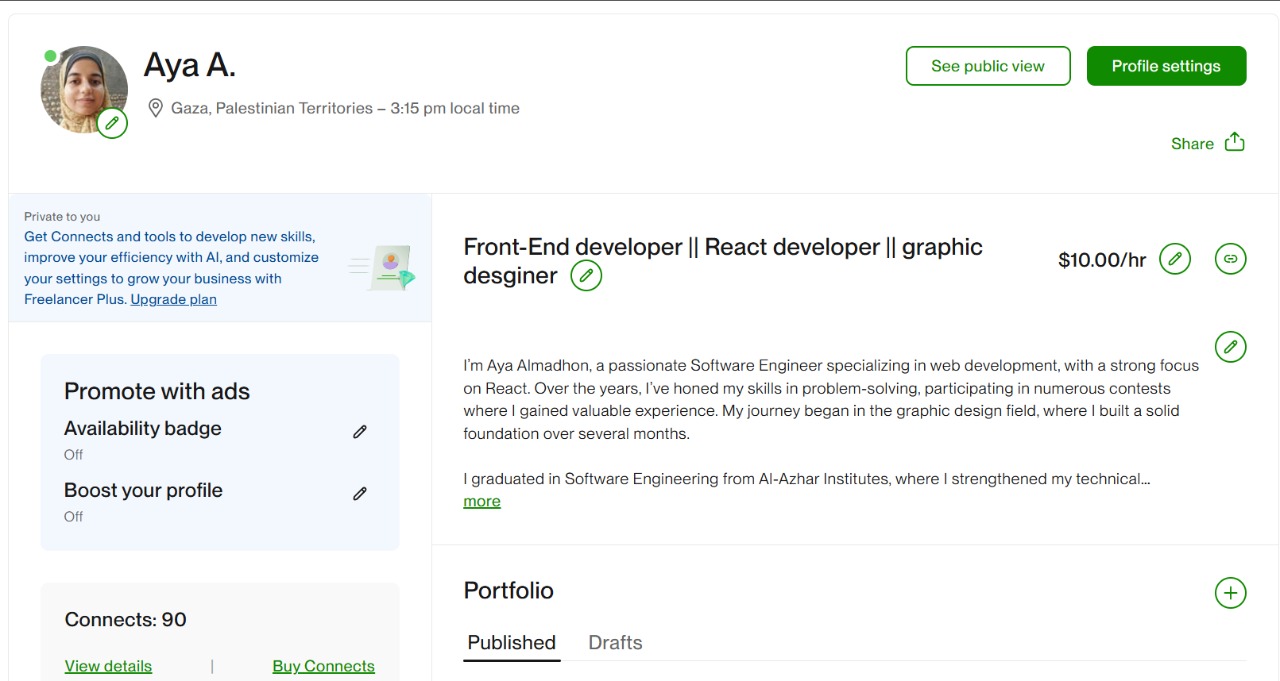 Aya A.
Gaza, Palestinian Territories – 3:15 pm local time
See public view
Profile settings
Share
Private to you
Get Connects and tools to develop new skills,
improve your efficiency with AI, and customize
your settings to grow your business with
Freelancer Plus. Upgrade plan
Promote with ads
Availability badge
Off
Boost your profile
Off
Connects: 90
View details | Buy Connects
Front-End developer || React developer || graphic
desginer
$10.00/hr
I'm Aya Almadhon, a passionate Software Engineer specializing in web development, with a strong focus
on React. Over the years, I've honed my skills in problem-solving, participating in numerous contests
where I gained valuable experience. My journey began in the graphic design field, where I built a solid
foundation over several months.
I graduated in Software Engineering from Al-Azhar Institutes, where I strengthened my technical...
more
Portfolio
Published
Drafts